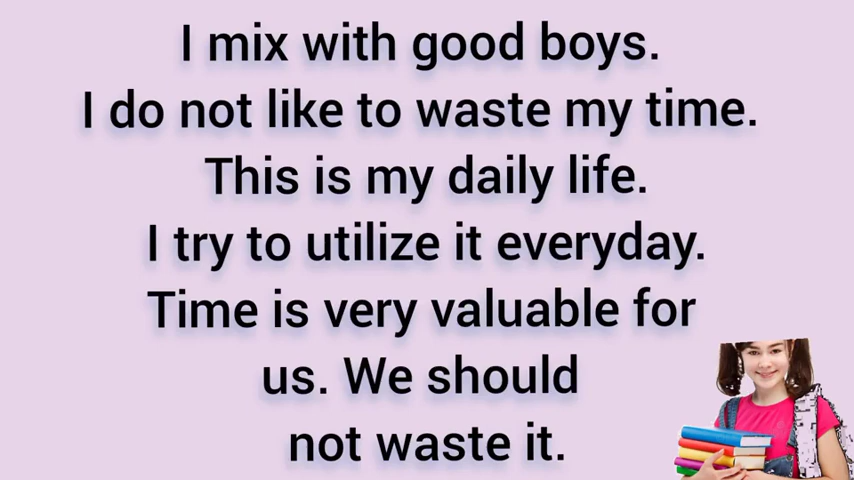 I mix with good boys.
I do not like to waste my time.
This is my daily life.
I try to utilize it everyday.
Time is very valuable for
us. We should
not waste it.